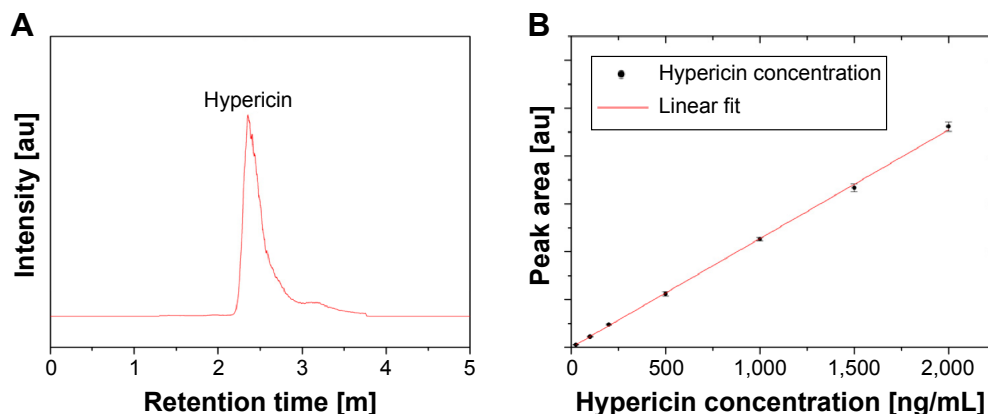 A
Intensity [au]
Hypericin
0 1 2 3 4 5
Retention time [m]
B
Peak area [au]
Hypericin concentration
Linear fit
0 500 1,000 1,500 2,000
Hypericin concentration [ng/mL]